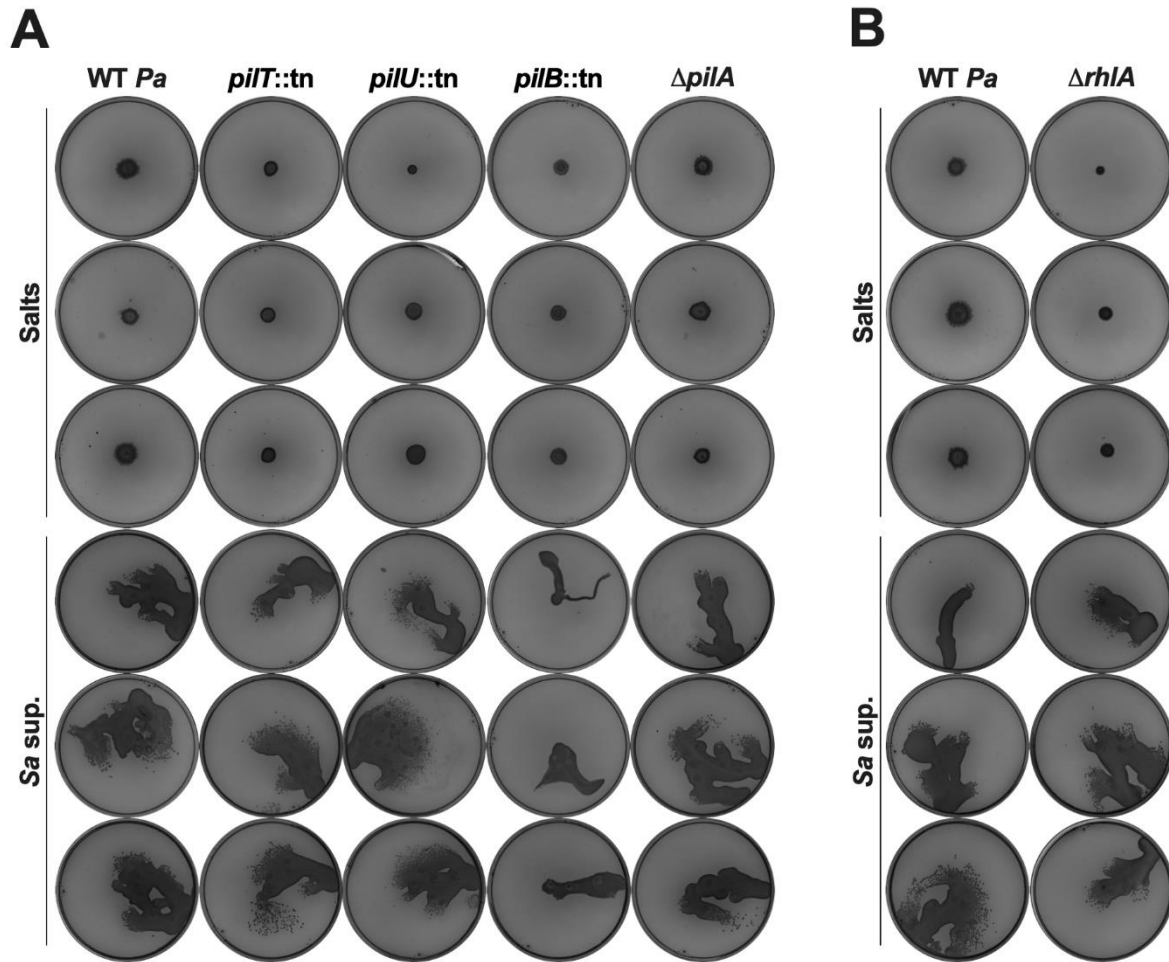 A
B
WT Pa pilT::tn pilU::tn pilB::tn ΔpilA
WT Pa ΔrhlA
Salts
Sa sup.
Salts
Sa sup.